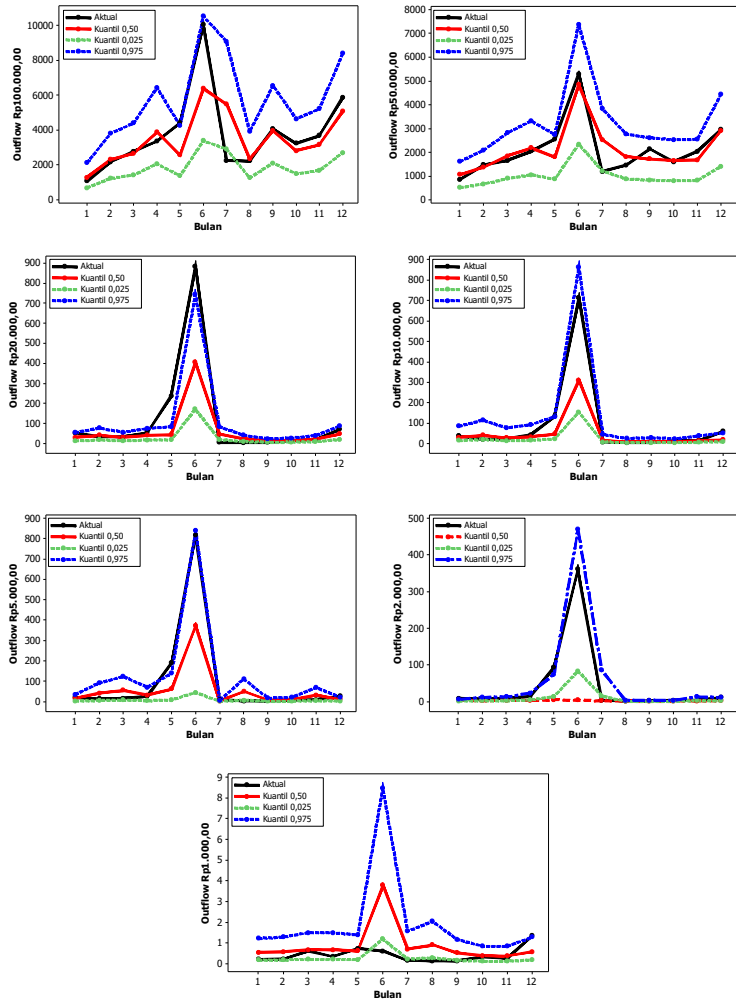 Outflow Rp100.000,00
Aktual
Kuantil 0,50
Kuantil 0,025
Kuantil 0,975
10000
8000
6000
4000
2000
0
1 2 3 4 5 6 7 8 9 10 11 12
Bulan
Outflow Rp50.000,00
Aktual
Kuantil 0,50
Kuantil 0,025
Kuantil 0,975
8000
7000
6000
5000
4000
3000
2000
1000
0
1 2 3 4 5 6 7 8 9 10 11 12
Bulan
Outflow Rp20.000,00
Aktual
Kuantil 0,50
Kuantil 0,025
Kuantil 0,975
900
800
700
600
500
400
300
200
100
0
1 2 3 4 5 6 7 8 9 10 11 12
Bulan
Outflow Rp10.000,00
Aktual
Kuantil 0,50
Kuantil 0,025
Kuantil 0,975
900
800
700
600
500
400
300
200
100
0
1 2 3 4 5 6 7 8 9 10 11 12
Bulan
Outflow Rp5.000,00
Aktual
Kuantil 0,50
Kuantil 0,025
Kuantil 0,975
900
800
700
600
500
400
300
200
100
0
1 2 3 4 5 6 7 8 9 10 11 12
Bulan
Outflow Rp2.000,00
Aktual
Kuantil 0,50
Kuantil 0,025
Kuantil 0,975
500
400
300
200
100
0
1 2 3 4 5 6 7 8 9 10 11 12
Bulan
Outflow Rp1.000,00
Aktual
Kuantil 0,50
Kuantil 0,025
Kuantil 0,975
9
8
7
6
5
4
3
2
1
0
1 2 3 4 5 6 7 8 9 10 11 12
Bulan